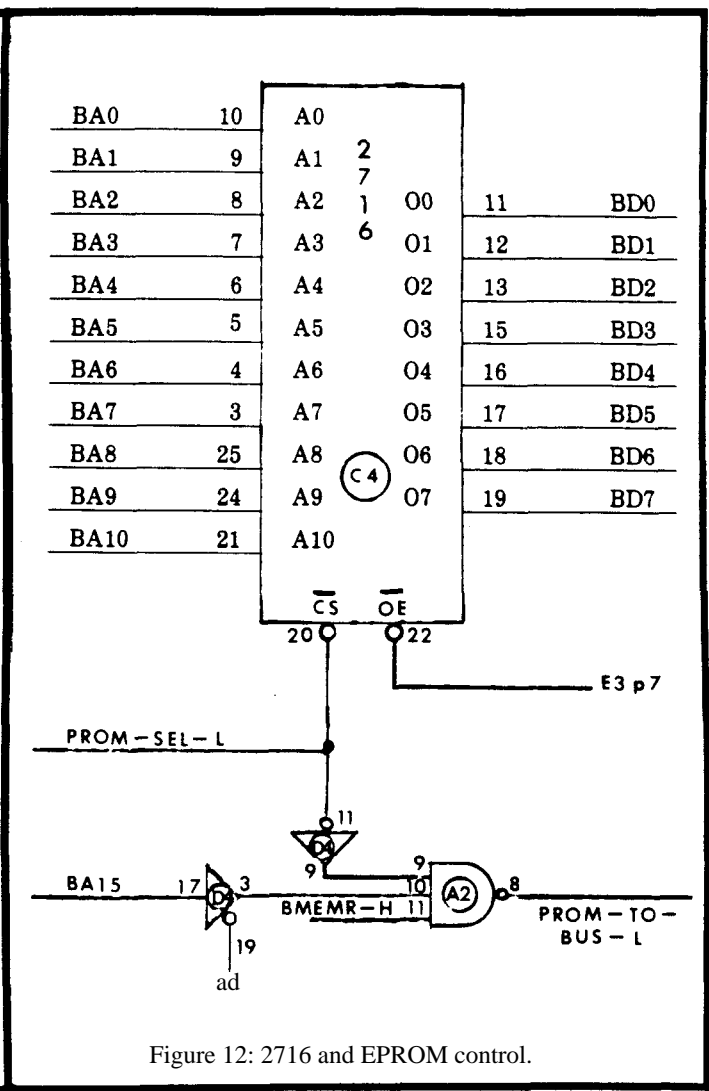 BA0 10 A0
BA1 9 A1
BA2 8 A2 O0 11 BD0
BA3 7 A3 O1 12 BD1
BA4 6 A4 O2 13 BD2
BA5 5 A5 O3 15 BD3
BA6 4 A6 O4 16 BD4
BA7 3 A7 O5 17 BD5
BA8 25 A8 O6 18 BD6
BA9 24 A9 O7 19 BD7
BA10 21 A10
2716
C4
CS OE
20 22
E3 p7
PROM-SEL-L
11
D4
9 9
BA15 17 D4 3 10 A2 8
BMEMR-H 11
PROM-TO-
BUS-L
19
ad
Figure 12: 2716 and EPROM control.